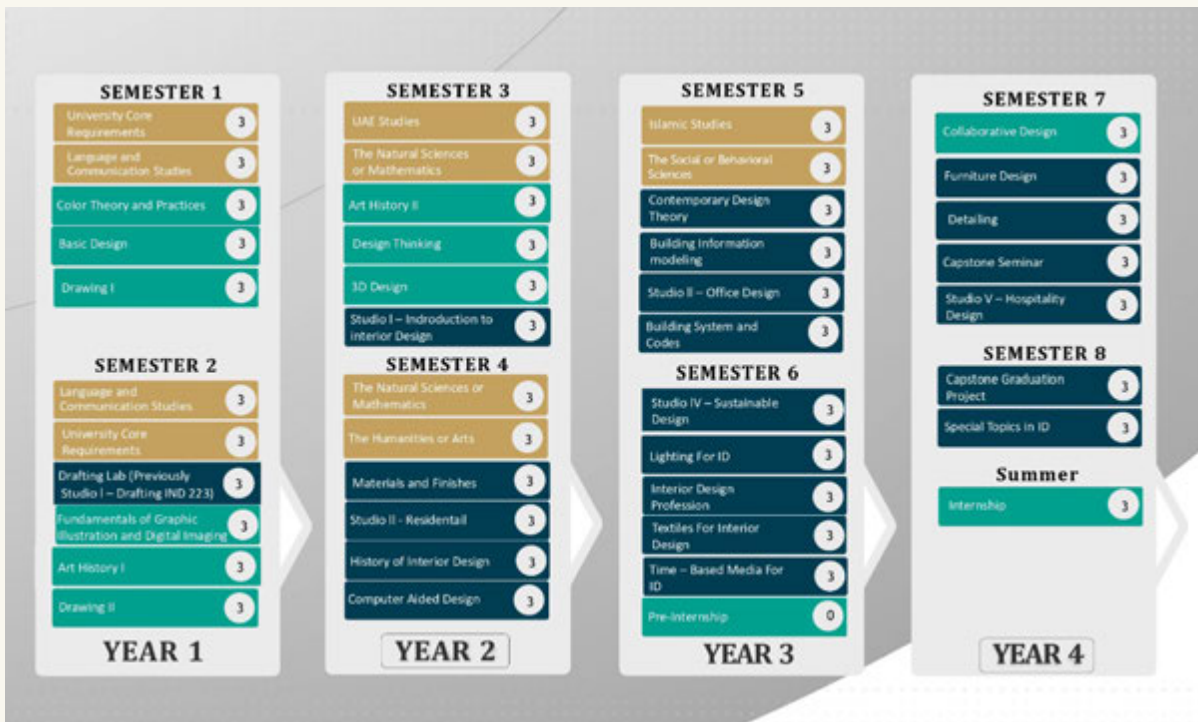 SEMESTER 1
University Core
Requirements
3
Language and
Communication Studies
3
Color Theory and Practices
3
Basic Design
3
Drawing I
3
SEMESTER 2
Language and
Communication Studies
3
University Core
Requirements
3
Drafting Lab (Previously
Studio I – Drafting IND 223)
3
Fundamentals of Graphic
Illustration and Digital Imaging
3
Art History I
3
Drawing II
3
YEAR 1
SEMESTER 3
UAE Studies
3
The Natural Sciences
or Mathematics
3
Art History II
3
Design Thinking
3
3D Design
3
Studio I – Indroduction to
interior Design
3
SEMESTER 4
The Natural Sciences or
Mathematics
3
The Humanities or Arts
3
Materials and Finishes
3
Studio II - Residentail
3
History of Interior Design
3
Computer Aided Design
3
YEAR 2
SEMESTER 5
Islamic Studies
3
The Social or Behavioral
Sciences
3
Contemporary Design
Theory
3
Building Information
modeling
3
Studio II – Office Design
3
Building System and
Codes
3
SEMESTER 6
Studio IV – Sustainable
Design
3
Lighting For ID
3
Interior Design
Profession
3
Textiles For Interior
Design
3
Time – Based Media For
ID
3
Pre-Internship
0
YEAR 3
SEMESTER 7
Collaborative Design
3
Furniture Design
3
Detailing
3
Capstone Seminar
3
Studio V – Hospitality
Design
3
SEMESTER 8
Capstone Graduation
Project
3
Special Topics in ID
3
Summer
Internship
3
YEAR 4